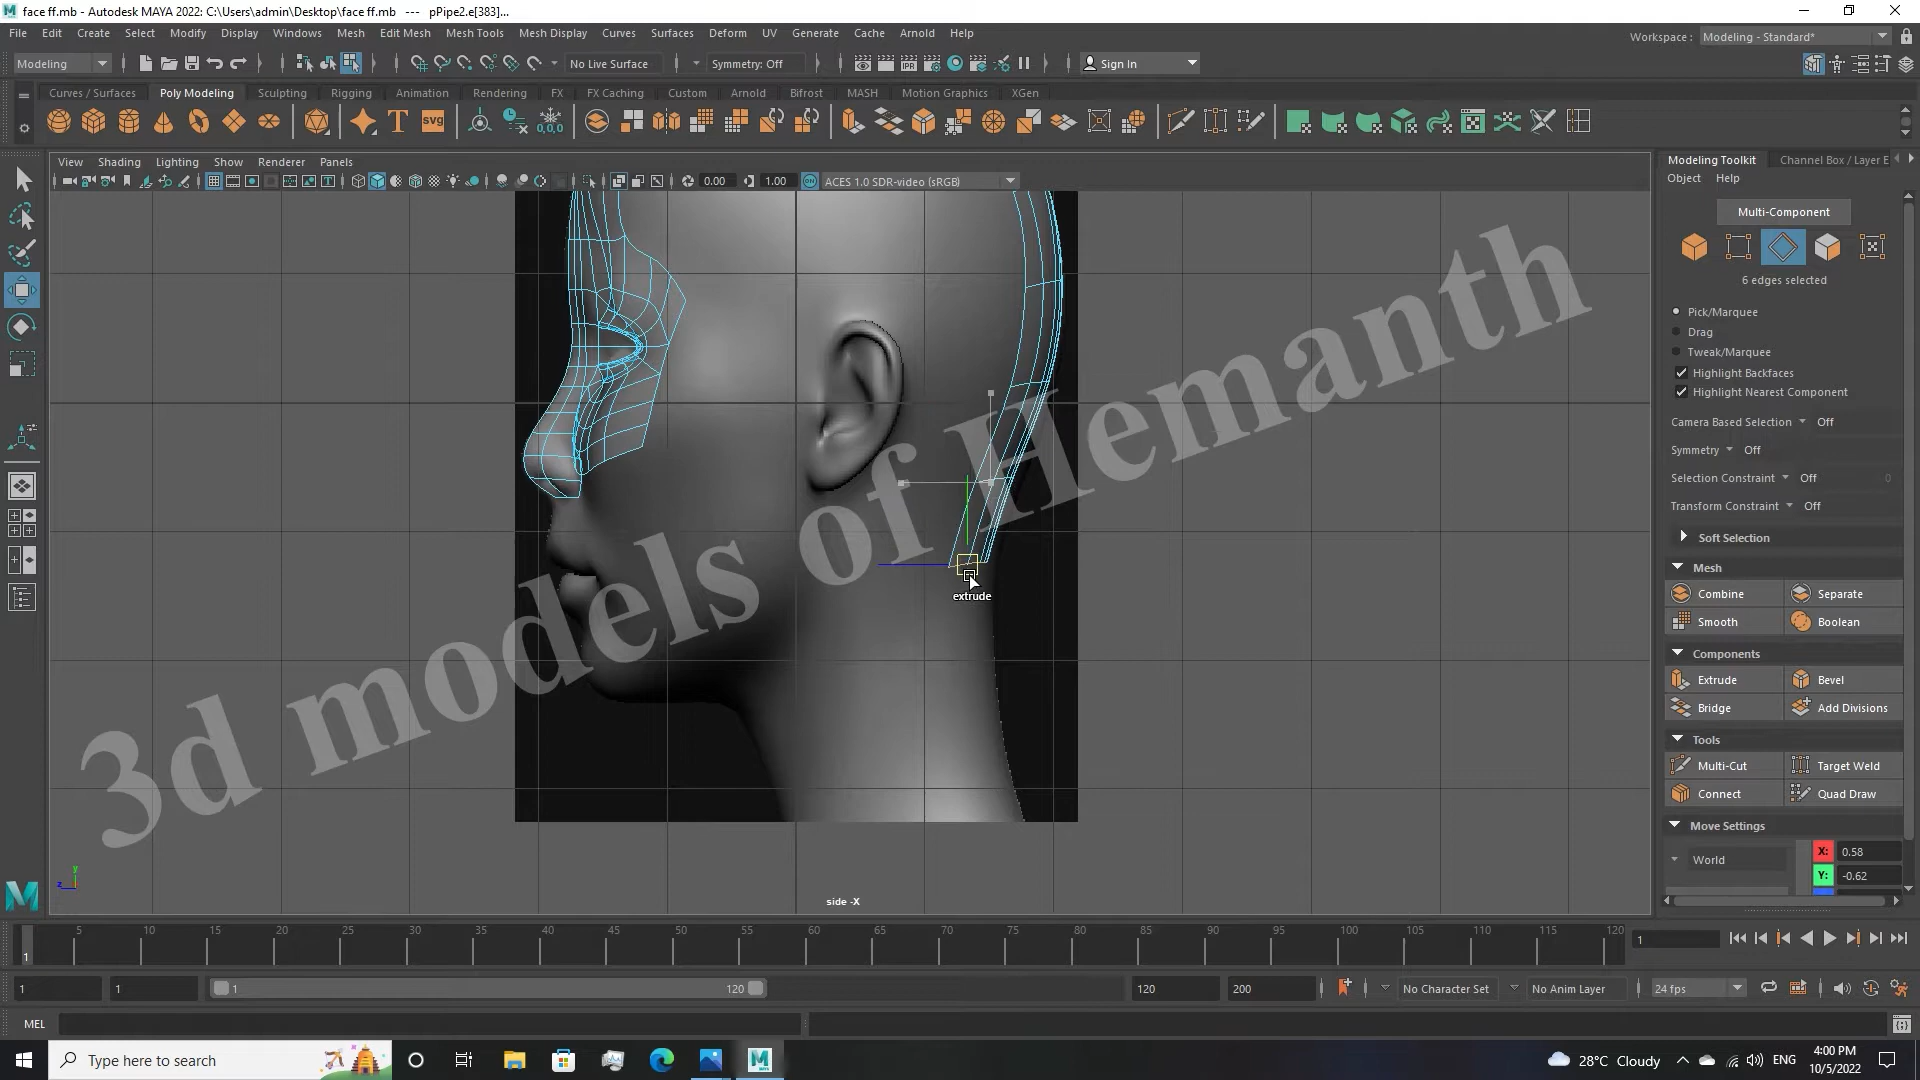 face ff.mb - Autodesk MAYA 2022: C:\Users\admin\Desktop\face ff.mb --- pPipe2.e[383]...
File Edit Create Select Modify Display Windows Mesh Edit Mesh Mesh Tools Mesh Display Curves Surfaces Deform UV Generate Cache Arnold Help
Workspace : Modeling - Standard*
Modeling No Live Surface Symmetry: Off IPR Sign In
Curves / Surfaces Poly Modeling Sculpting Rigging Animation Rendering FX FX Caching Custom Arnold Bifrost MASH Motion Graphics XGen
T svg 0,0,0
View Shading Lighting Show Renderer Panels
0.00 1.00 ON ACES 1.0 SDR-video (sRGB)
3d models of Hemanth
extrude
y
z
side -X
Modeling Toolkit Channel Box / Layer E
Object Help
Multi-Component
6 edges selected
Pick/Marquee
Drag
Tweak/Marquee
Highlight Backfaces
Highlight Nearest Component
Camera Based Selection Off
Symmetry Off
Selection Constraint Off 0
Transform Constraint Off
Soft Selection
Mesh
Combine Separate
Smooth Boolean
Components
Extrude Bevel
Bridge Add Divisions
Tools
Multi-Cut Target Weld
Connect Quad Draw
Move Settings
World X: 0.58
Y: -0.62
M
5 10 15 20 25 30 35 40 45 50 55 60 65 70 75 80 85 90 95 100 105 110 115 120
1 1
1 1 1 120 120 200 No Character Set No Anim Layer 24 fps
MEL
Type here to search 28°C Cloudy ENG 4:00 PM
10/5/2022